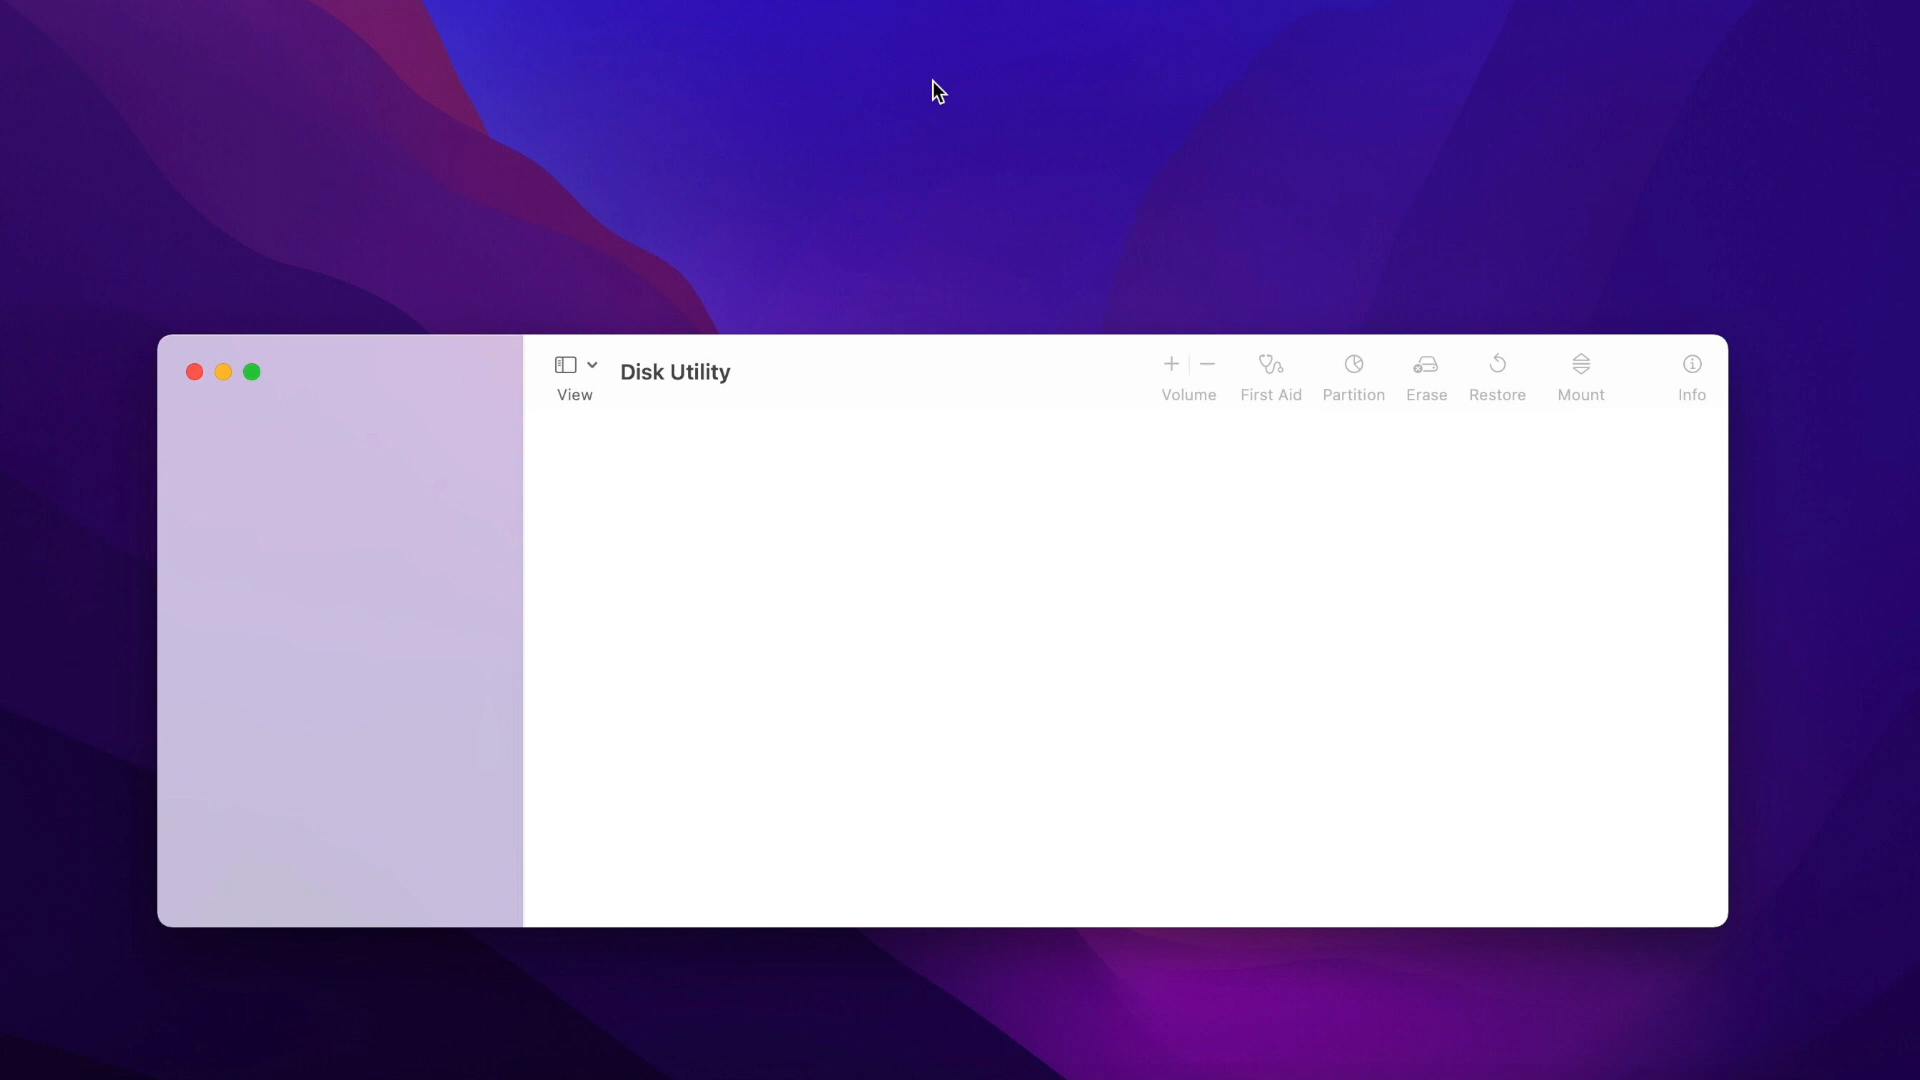 Disk Utility
View
Volume
First Aid
Partition
Erase
Restore
Mount
Info